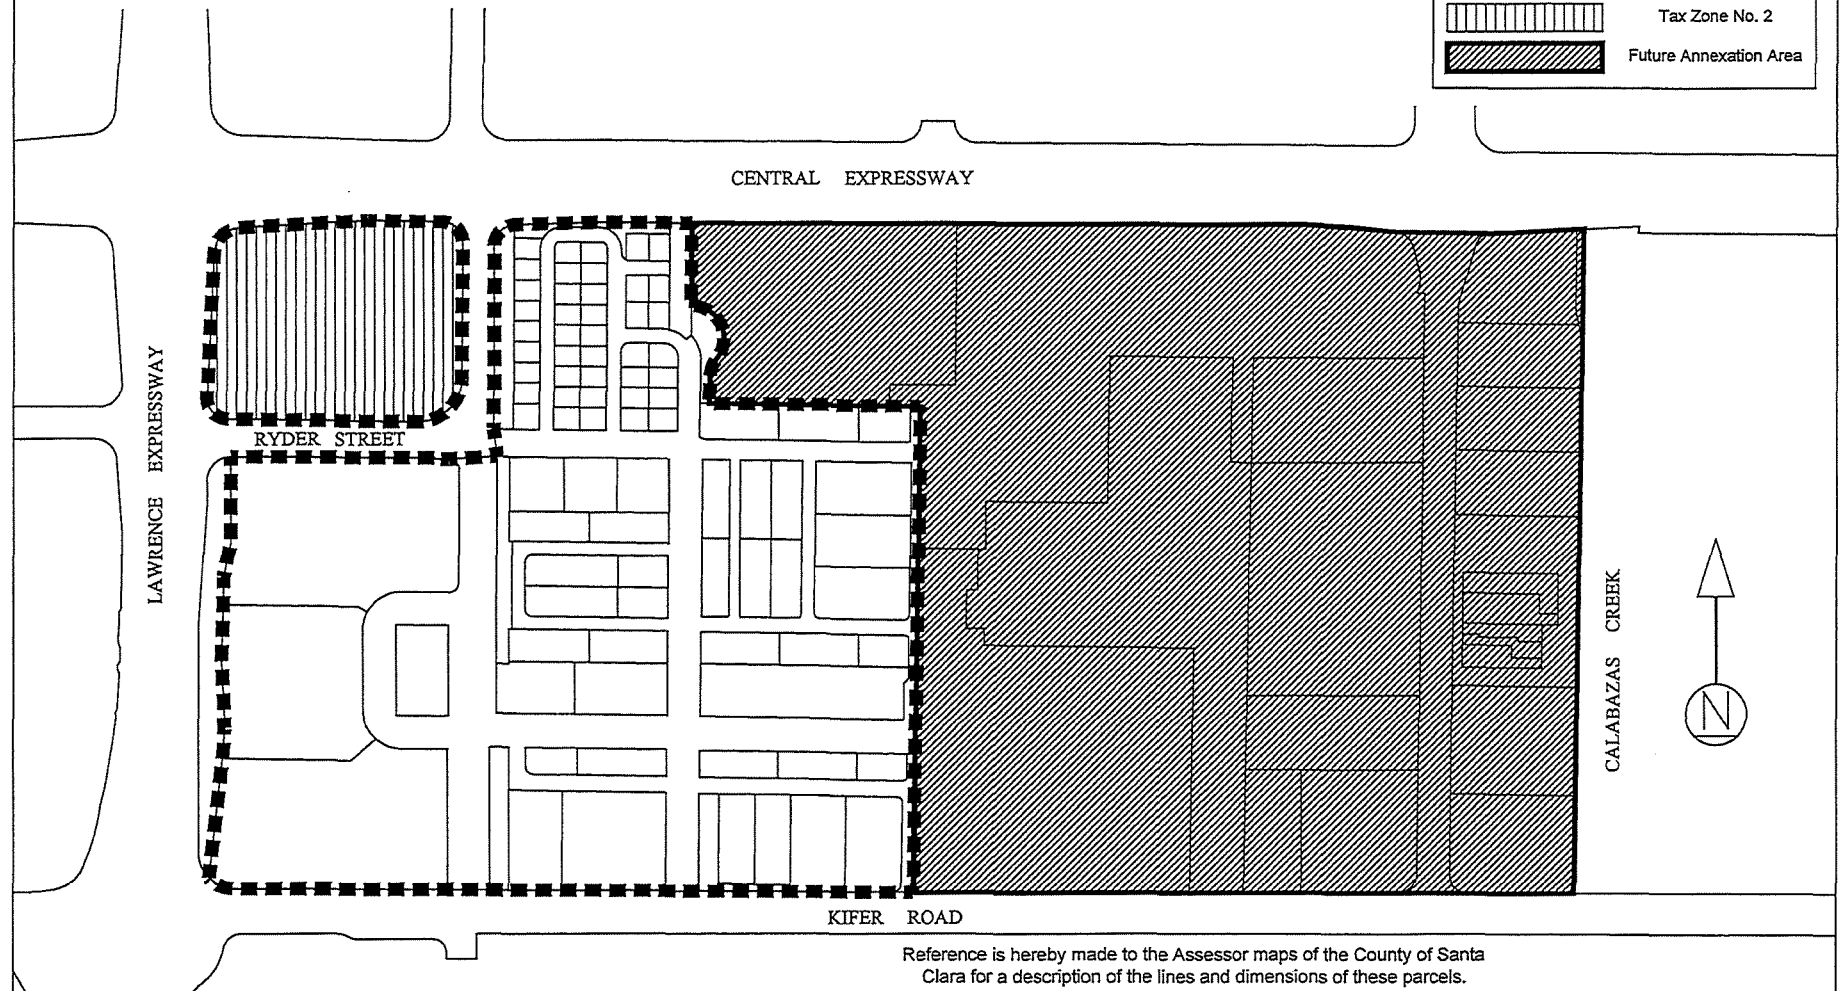 Tax Zone No. 2
Future Annexation Area
CENTRAL EXPRESSWAY
LAWRENCE EXPRESSWAY
RYDER STREET
CALABAZAS CREEK
N
KIFER ROAD
Reference is hereby made to the Assessor maps of the County of Santa
Clara for a description of the lines and dimensions of these parcels.